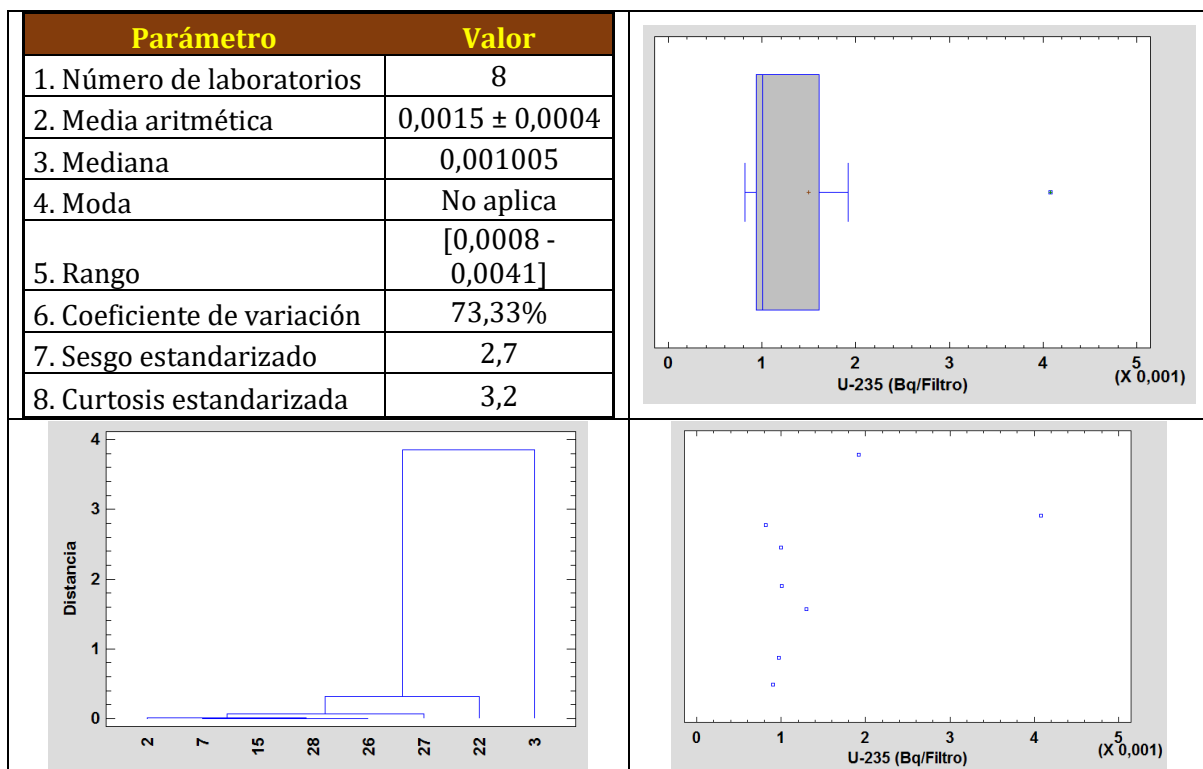 Parámetro Valor
1. Número de laboratorios 8
2. Media aritmética 0,0015 ± 0,0004
3. Mediana 0,001005
4. Moda No aplica
5. Rango [0,0008 -
0,0041]
6. Coeficiente de variación 73,33%
7. Sesgo estandarizado 2,7
8. Curtosis estandarizada 3,2
0 1 2 3 4 5
(X 0,001)
U-235 (Bq/Filtro)
4
3
2
1
0
Distancia
2 7 15 28 26 27 22 3
0 1 2 3 4 5
(X 0,001)
U-235 (Bq/Filtro)